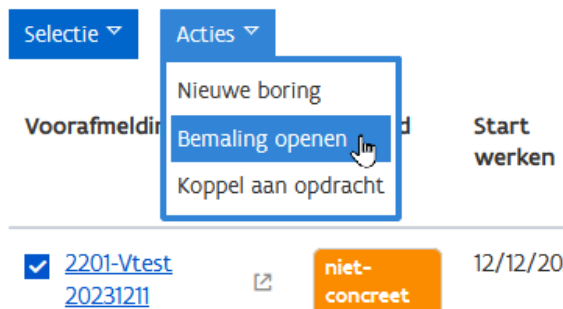 Selectie Acties
Nieuwe boring
Bemaling openen
Koppel aan opdracht
Start
werken
2201-Vtest
20231211
niet-
concreet